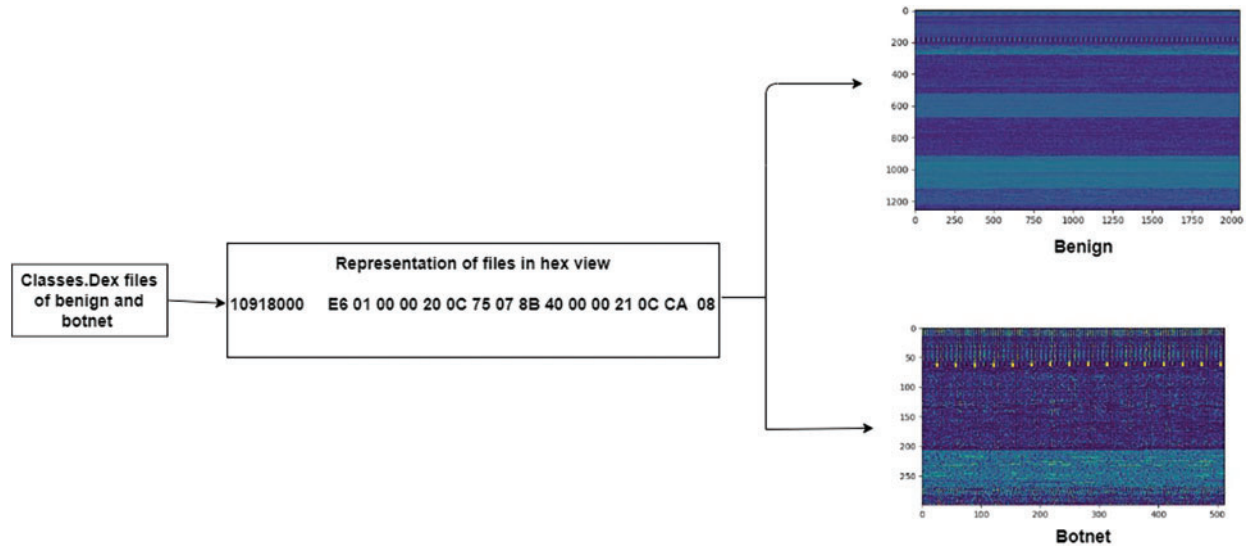 Classes.Dex files
of benign and
botnet
Representation of files in hex view
10918000 E6 01 00 00 20 0C 75 07 8B 40 00 00 21 0C CA 08
0
200
400
600
800
1000
1200
0 250 500 750 1000 1250 1500 1750 2000
Benign
0
50
100
150
200
250
0 100 200 300 400 500
Botnet